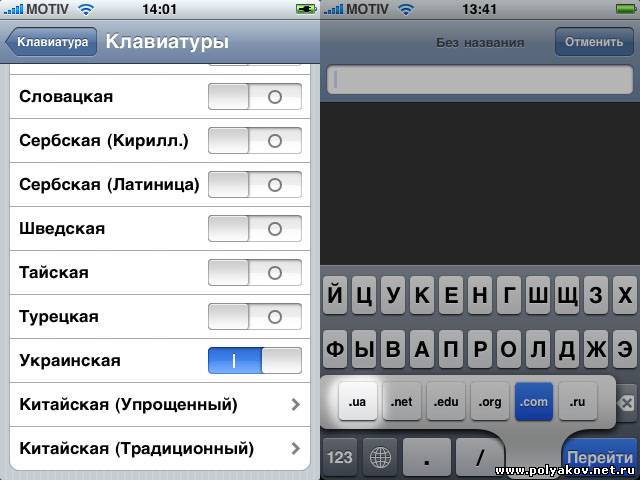 MOTIV 14:01
Клавиатура Клавиатуры
Словацкая
Сербская (Кирилл.)
Сербская (Латиница)
Шведская
Тайская
Турецкая
Украинская
Китайская (Упрощенный)
Китайская (Традиционный)
MOTIV 13:41
Без названия Отменить
Й Ц У К Е Н Г Ш Щ З Х
Ф Ы В А П Р О Л Д Ж Э
.ua .net .edu .org .com .ru
123 . / Перейти
www.polyakov.net.ru